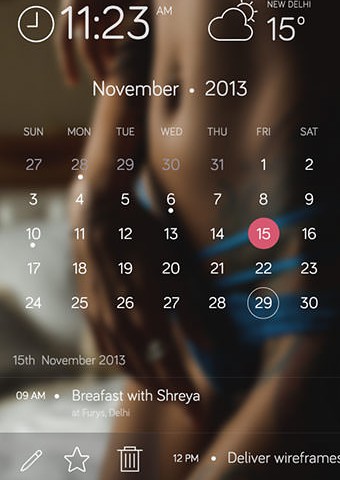 11:23 AM
NEW DELHI
15°
November • 2013
SUN MON TUE WED THU FRI SAT
27 28 29 30 31 1 2
3 4 5 6 7 8 9
10 11 12 13 14 15 16
17 18 19 20 21 22 23
24 25 26 27 28 29 30
15th November 2013
09 AM • Breafast with Shreya
at Furys, Delhi
12 PM • Deliver wireframes